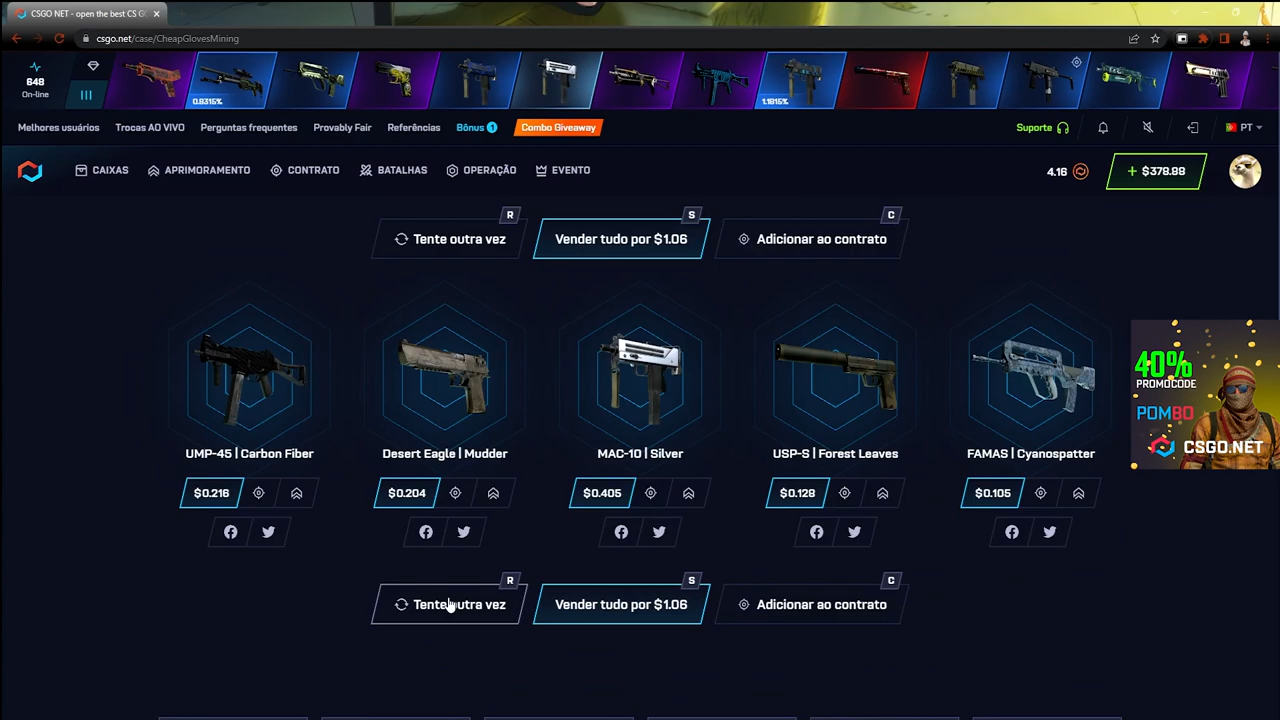 CSGO NET - open the best CS G
csgo.net/case/CheapGlovesMining
648
On-line
0.9315%
1.1815%
Melhores usuários Trocas AO VIVO Perguntas frequentes Provably Fair Referências Bônus 1 Combo Giveaway Suporte PT
CAIXAS APRIMORAMENTO CONTRATO BATALHAS OPERAÇÃO EVENTO 4.16 + $378.88
R S C
Tente outra vez Vender tudo por $1.06 Adicionar ao contrato
40%
PROMOCODE
POMBO
CSGO.NET
UMP-45 | Carbon Fiber Desert Eagle | Mudder MAC-10 | Silver USP-S | Forest Leaves FAMAS | Cyanospatter
$0.216 $0.204 $0.405 $0.128 $0.105
R S C
Tente outra vez Vender tudo por $1.06 Adicionar ao contrato